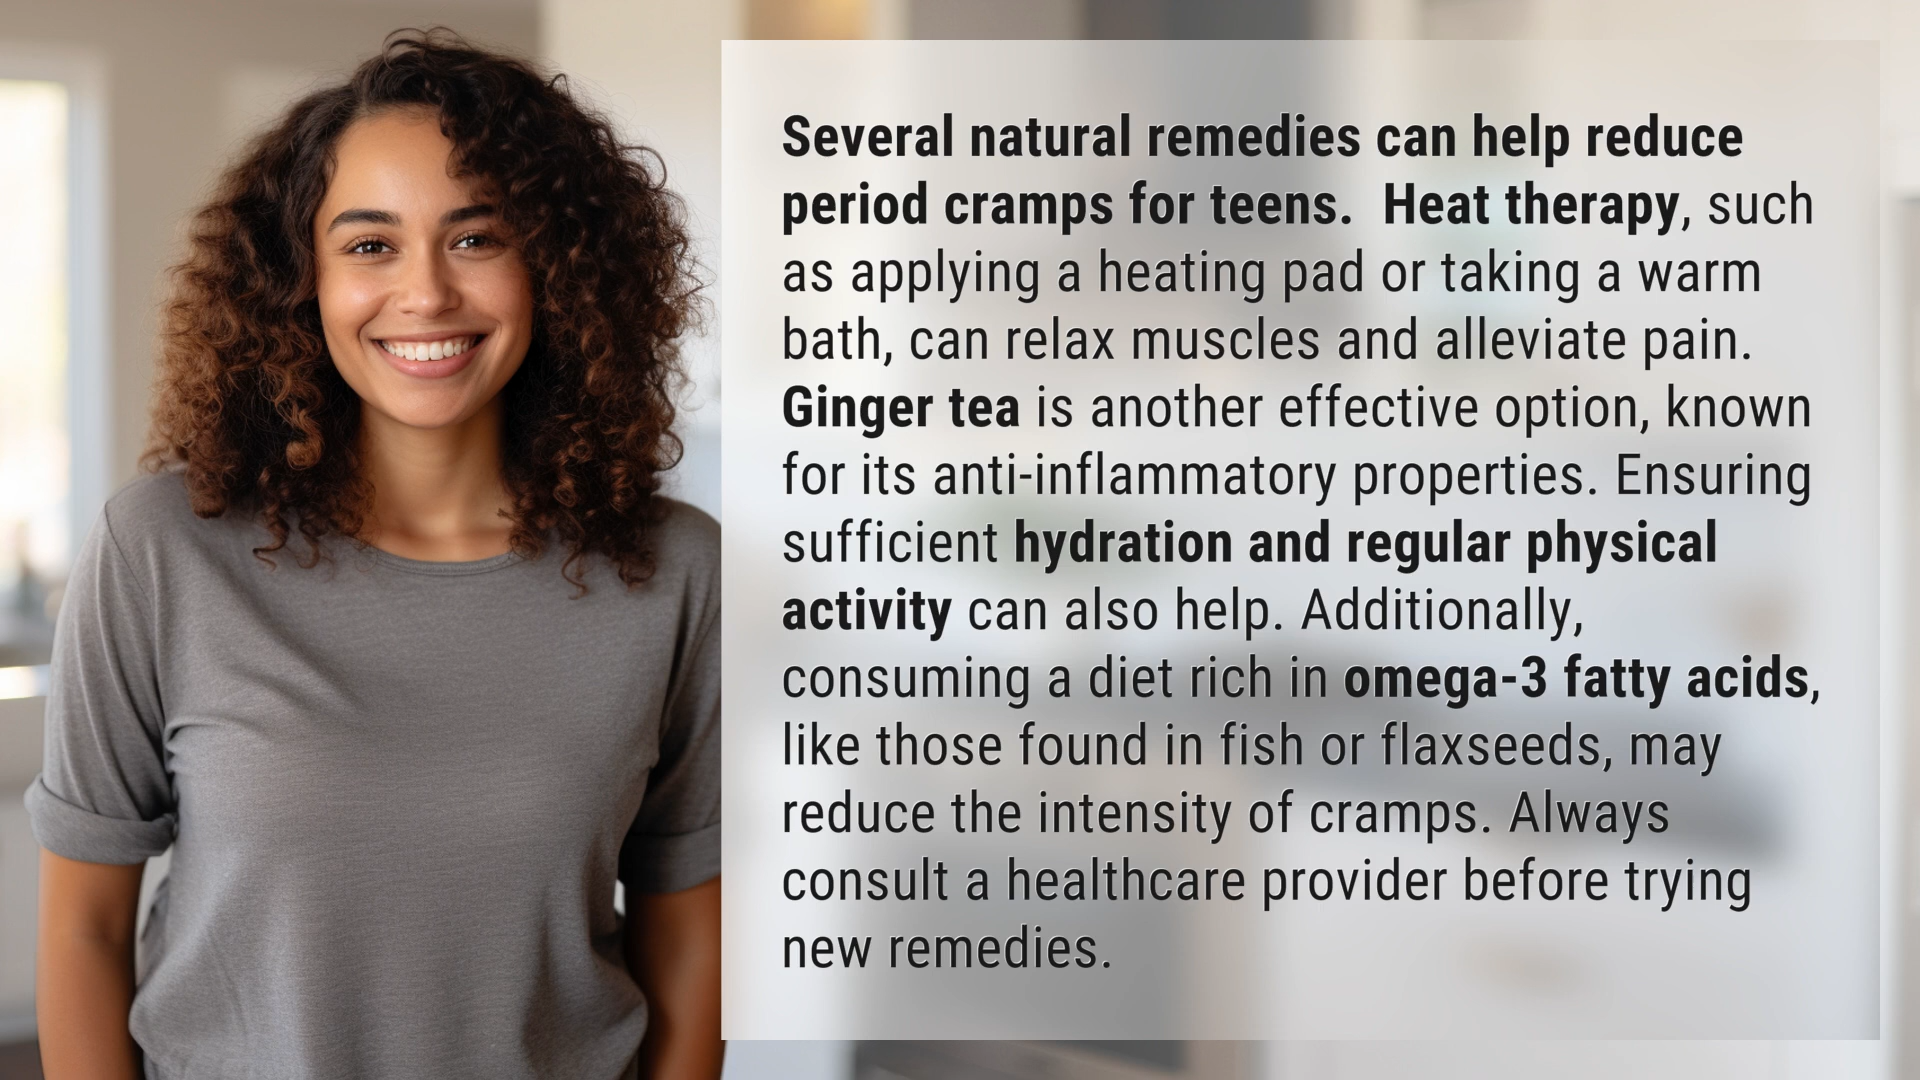 Several natural remedies can help reduce
period cramps for teens.  Heat therapy, such
as applying a heating pad or taking a warm
bath, can relax muscles and alleviate pain.
Ginger tea is another effective option, known
for its anti-inflammatory properties. Ensuring
sufficient hydration and regular physical
activity can also help. Additionally,
consuming a diet rich in omega-3 fatty acids,
like those found in fish or flaxseeds, may
reduce the intensity of cramps. Always
consult a healthcare provider before trying
new remedies.